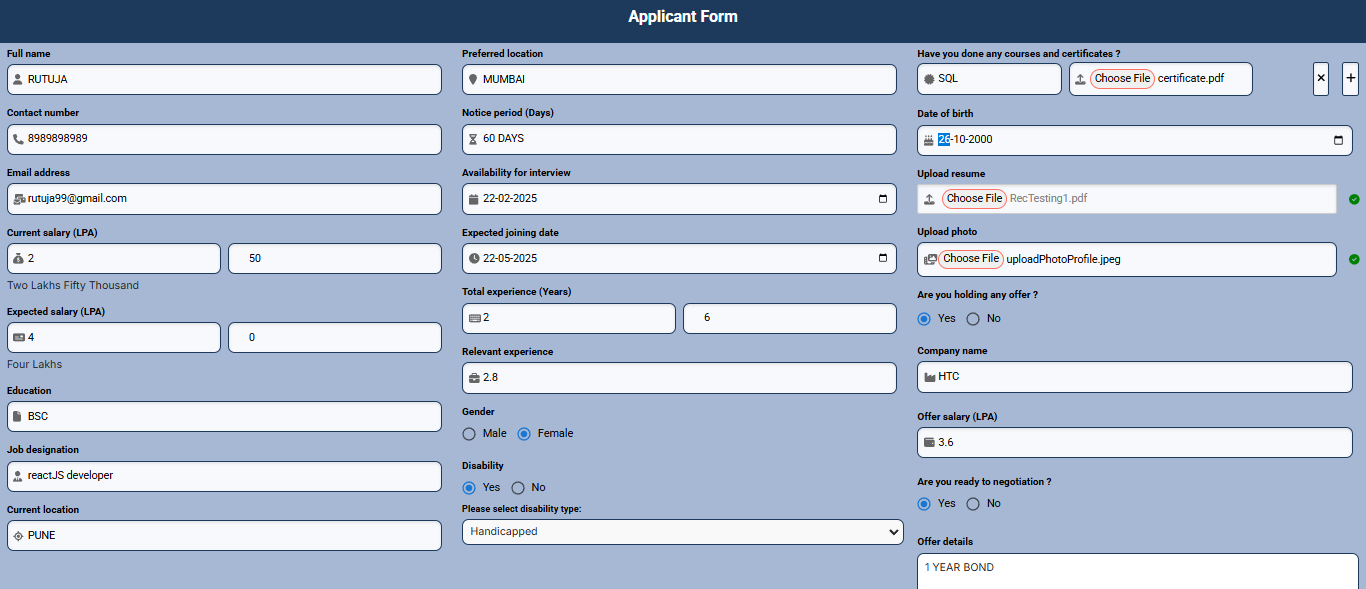 Applicant Form
Full name
RUTUJA
Contact number
8989898989
Email address
rutuja99@gmail.com
Current salary (LPA)
2 50
Two Lakhs Fifty Thousand
Expected salary (LPA)
4 0
Four Lakhs
Education
BSC
Job designation
reactJS developer
Current location
PUNE
Preferred location
MUMBAI
Notice period (Days)
60 DAYS
Availability for interview
22-02-2025
Expected joining date
22-05-2025
Total experience (Years)
2 6
Relevant experience
2.8
Gender
Male Female
Disability
Yes No
Please select disability type:
Handicapped
Have you done any courses and certificates ?
SQL Choose File certificate.pdf × +
Date of birth
26-10-2000
Upload resume
Choose File RecTesting1.pdf
Upload photo
Choose File uploadPhotoProfile.jpeg
Are you holding any offer ?
Yes No
Company name
HTC
Offer salary (LPA)
3.6
Are you ready to negotiation ?
Yes No
Offer details
1 YEAR BOND